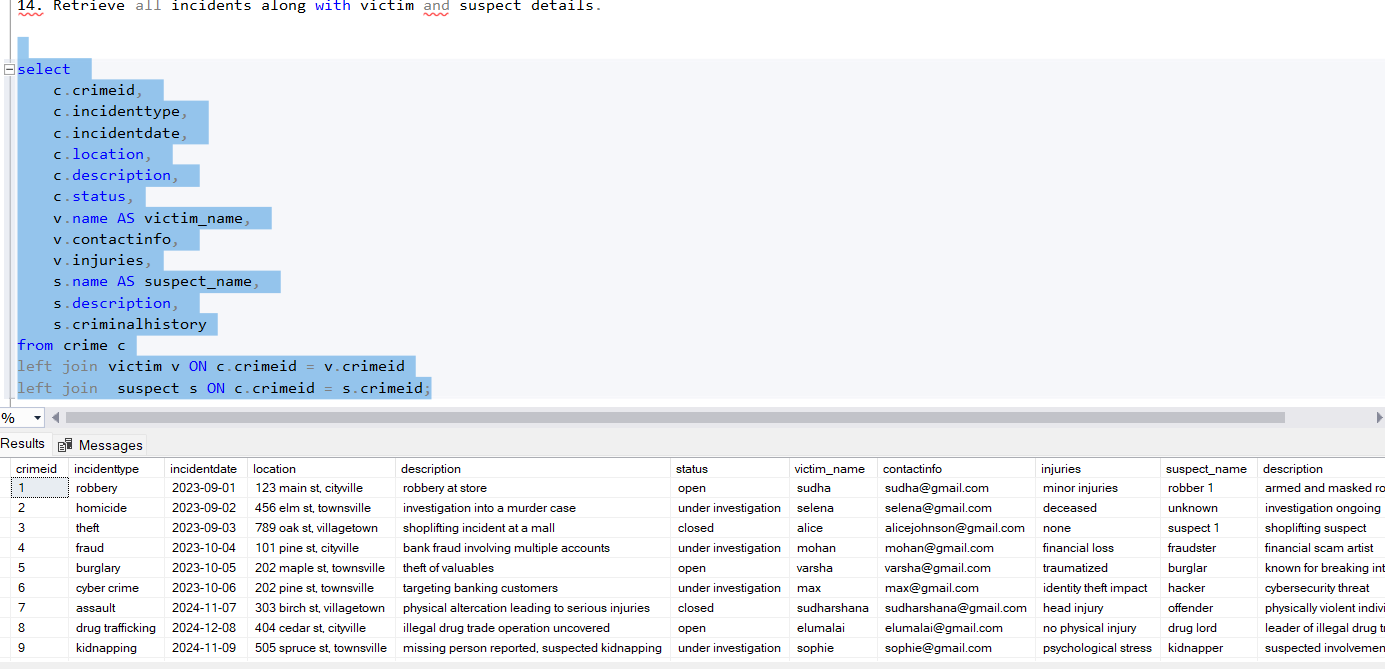 14. Retrieve all incidents along with victim and suspect details.
select
c.crimeid,
c.incidenttype,
c.incidentdate,
c.location,
c.description,
c.status,
v.name AS victim_name,
v.contactinfo,
v.injuries,
s.name AS suspect_name,
s.description,
s.criminalhistory
from crime c
left join victim v ON c.crimeid = v.crimeid
left join  suspect s ON c.crimeid = s.crimeid;
%
Results Messages
crimeid incidenttype incidentdate location description status victim_name contactinfo injuries suspect_name description
1 robbery 2023-09-01 123 main st, cityville robbery at store open sudha sudha@gmail.com minor injuries robber 1 armed and masked ro
2 homicide 2023-09-02 456 elm st, townsville investigation into a murder case under investigation selena selena@gmail.com deceased unknown investigation ongoing
3 theft 2023-09-03 789 oak st, villagetown shoplifting incident at a mall closed alice alicejohnson@gmail.com none suspect 1 shoplifting suspect
4 fraud 2023-10-04 101 pine st, cityville bank fraud involving multiple accounts under investigation mohan mohan@gmail.com financial loss fraudster financial scam artist
5 burglary 2023-10-05 202 maple st, townsville theft of valuables open varsha varsha@gmail.com traumatized burglar known for breaking int
6 cyber crime 2023-10-06 202 pine st, townsville targeting banking customers under investigation max max@gmail.com identity theft impact hacker cybersecurity threat
7 assault 2024-11-07 303 birch st, villagetown physical altercation leading to serious injuries closed sudharshana sudharshana@gmail.com head injury offender physically violent indivi
8 drug trafficking 2024-12-08 404 cedar st, cityville illegal drug trade operation uncovered open elumalai elumalai@gmail.com no physical injury drug lord leader of illegal drug t
9 kidnapping 2024-11-09 505 spruce st, townsville missing person reported, suspected kidnapping under investigation sophie sophie@gmail.com psychological stress kidnapper suspected involvemen